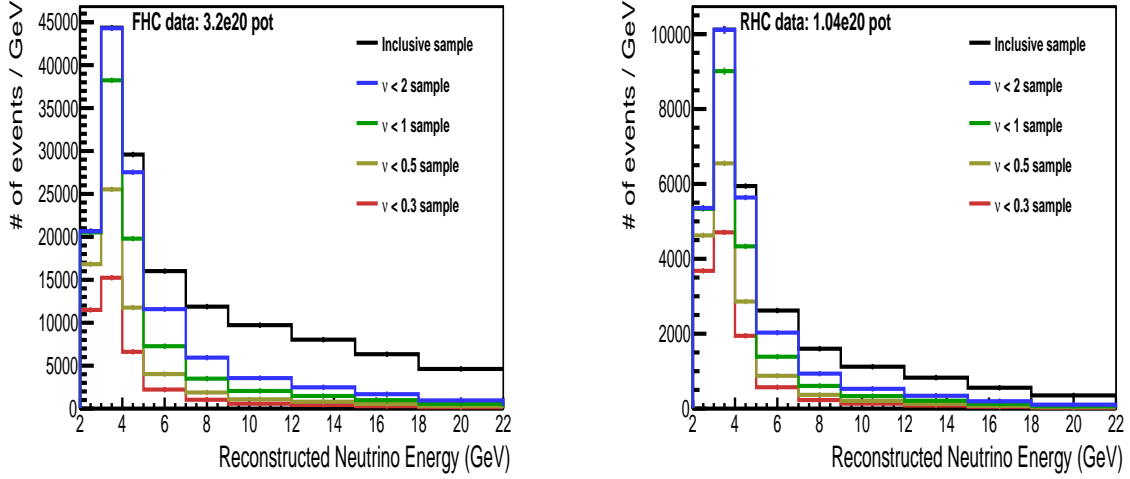 FHC data: 3.2e20 pot
# of events / GeV
45000
40000
35000
30000
25000
20000
15000
10000
5000
0
Inclusive sample
ν < 2 sample
ν < 1 sample
ν < 0.5 sample
ν < 0.3 sample
2 4 6 8 10 12 14 16 18 20 22
Reconstructed Neutrino Energy (GeV)
RHC data: 1.04e20 pot
# of events / GeV
10000
8000
6000
4000
2000
0
Inclusive sample
ν < 2 sample
ν < 1 sample
ν < 0.5 sample
ν < 0.3 sample
2 4 6 8 10 12 14 16 18 20 22
Reconstructed Neutrino Energy (GeV)